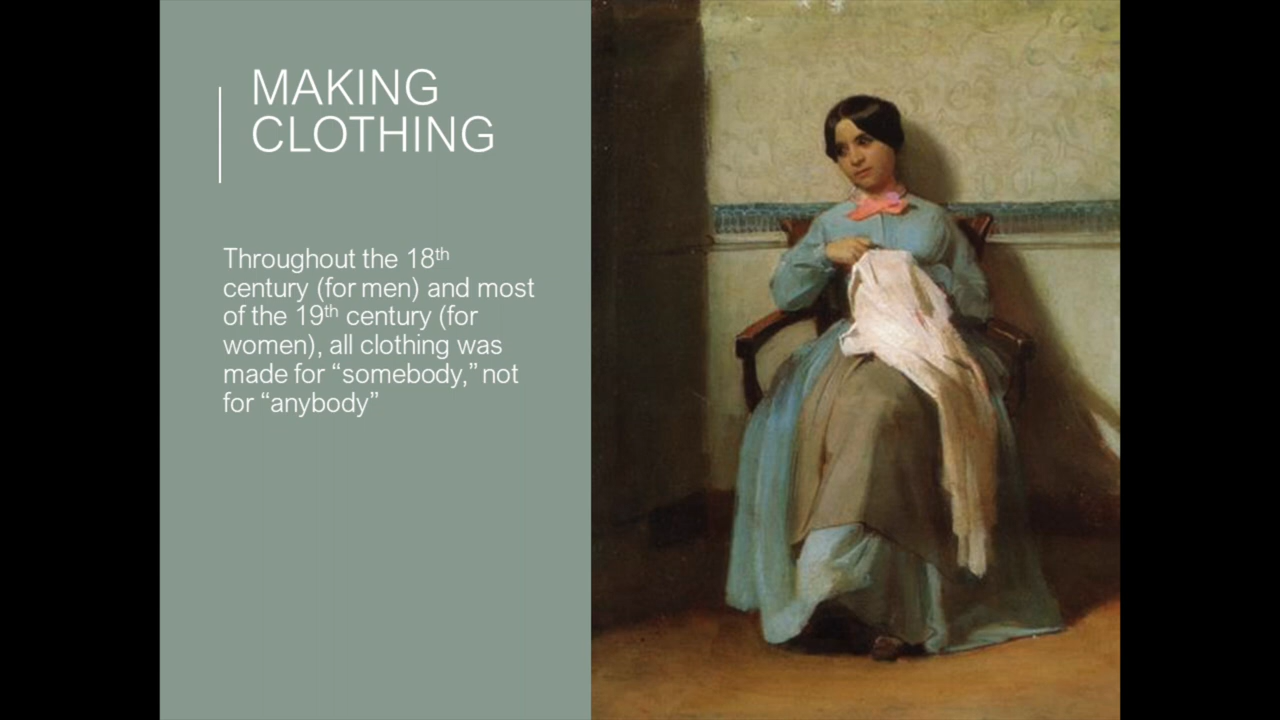 MAKING
CLOTHING
Throughout the 18th
century (for men) and most
of the 19th century (for
women), all clothing was
made for “somebody,” not
for “anybody”